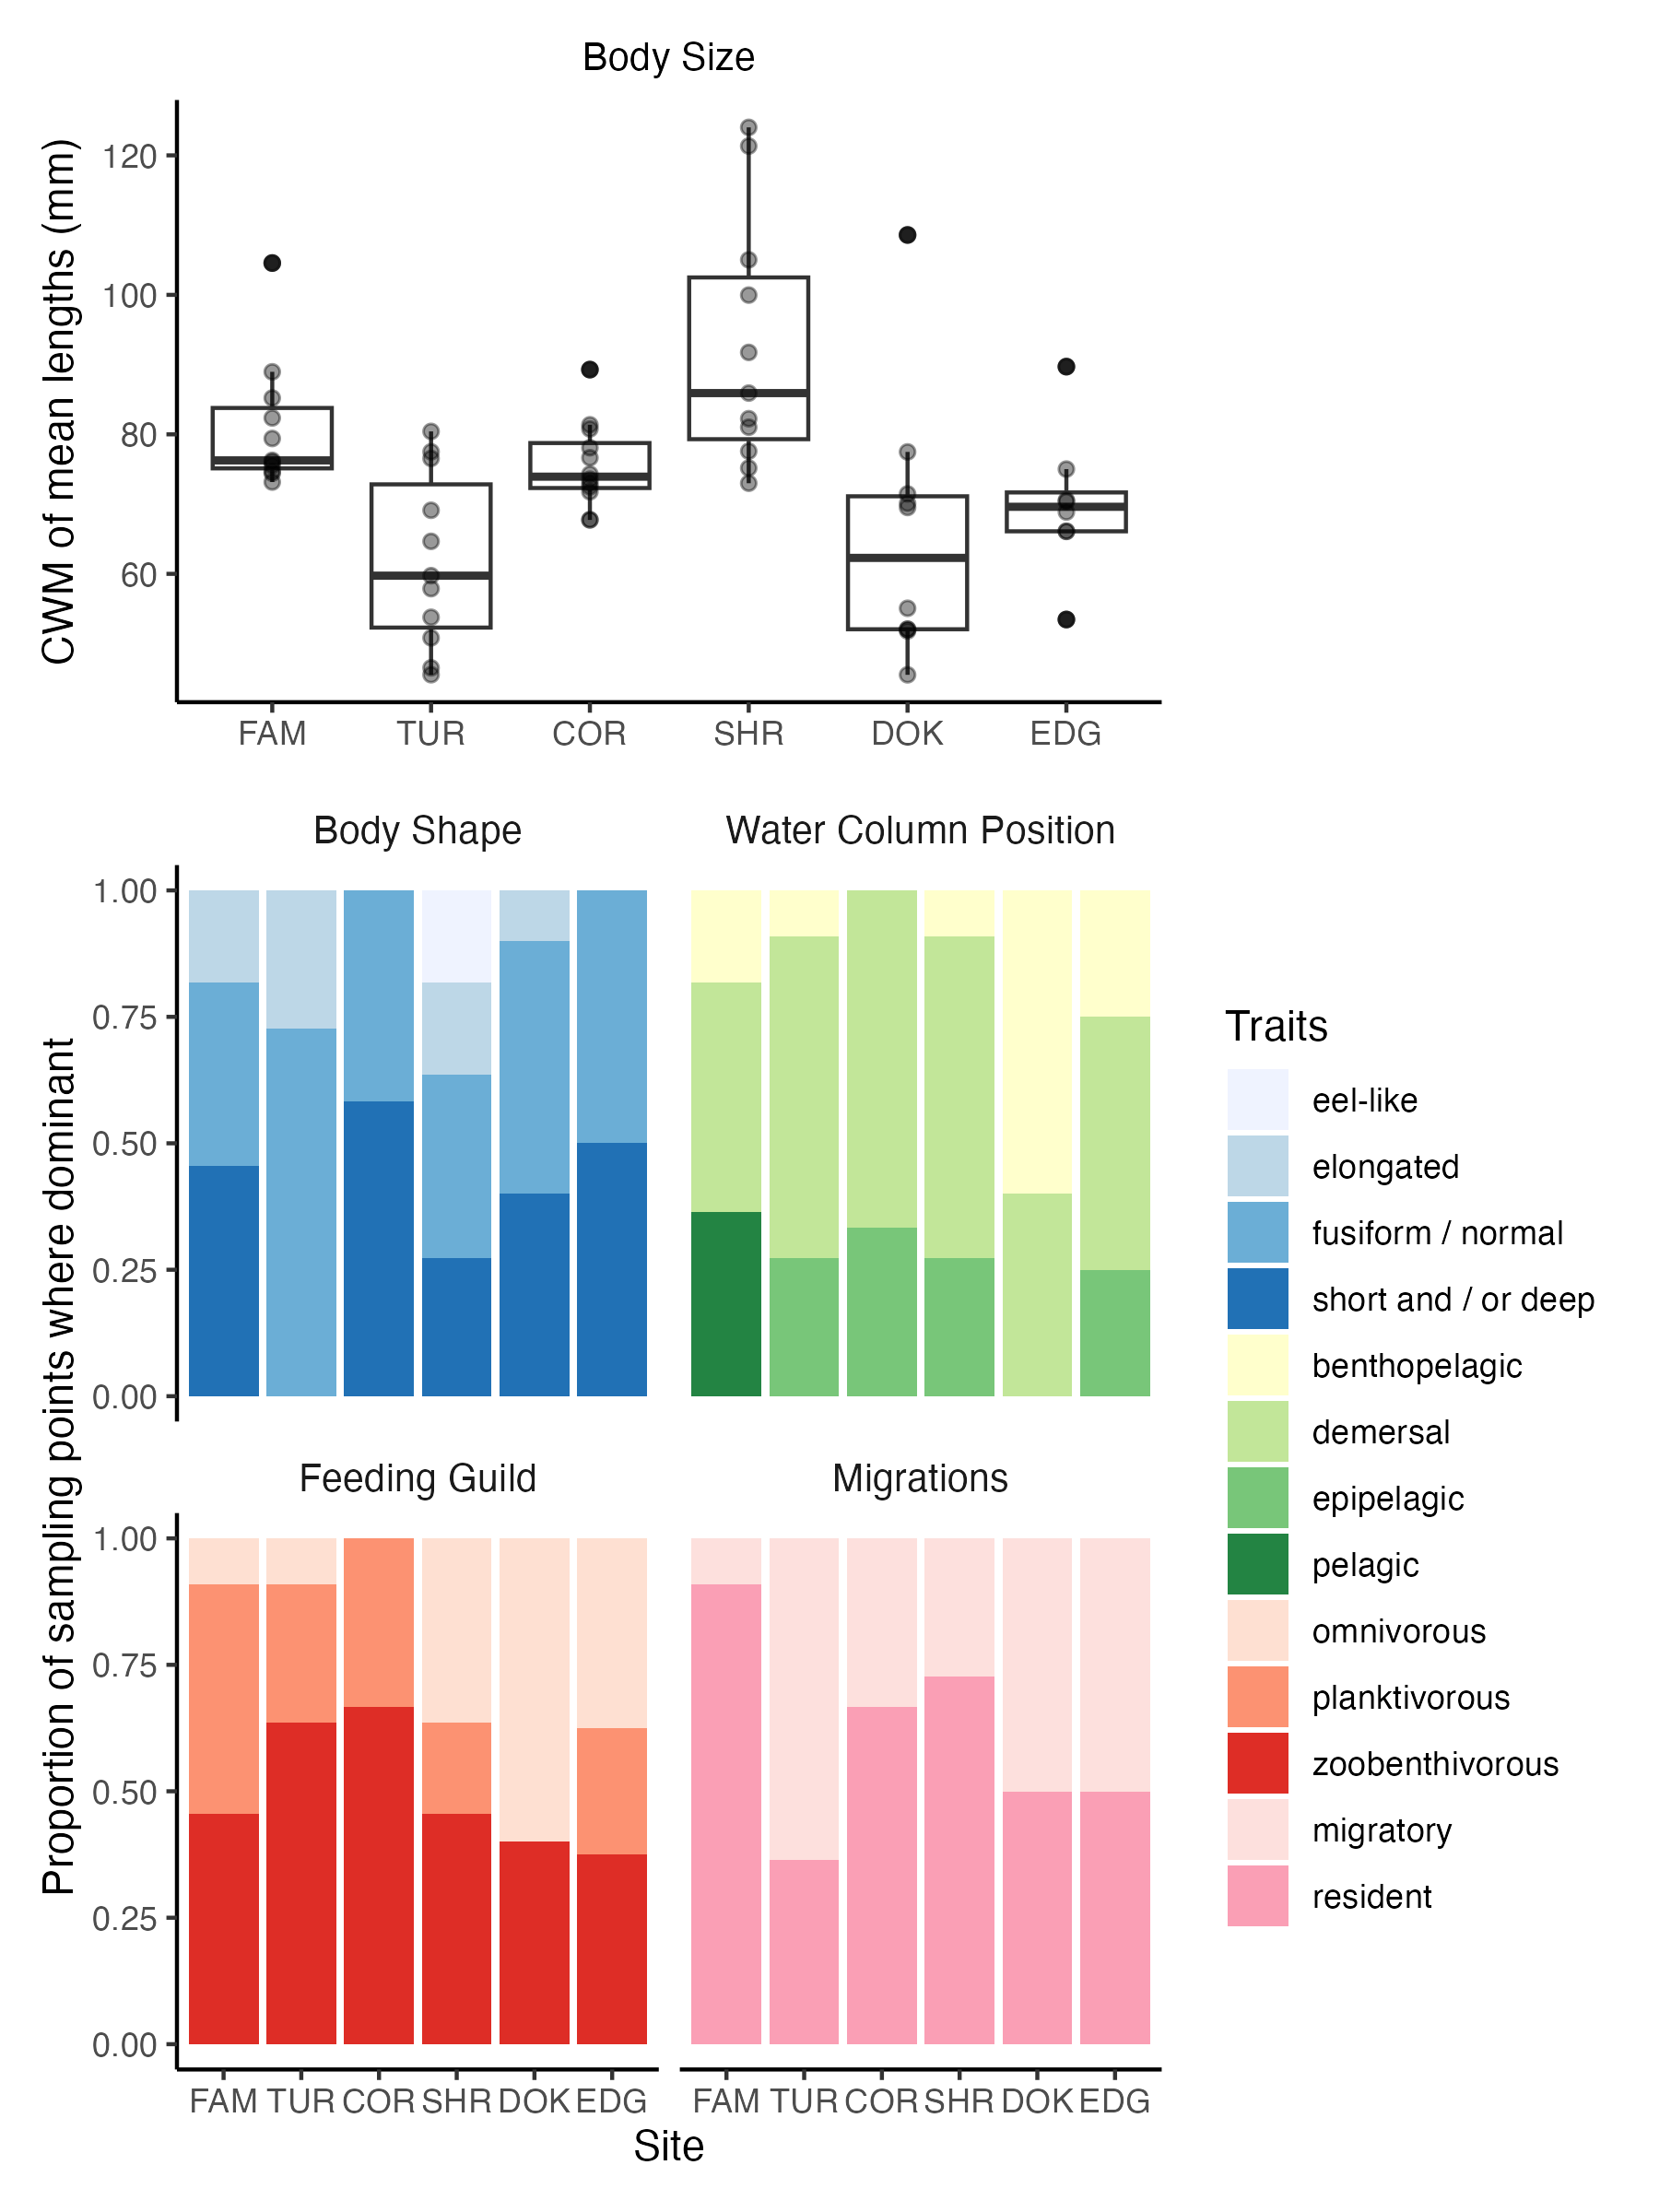 Body Size
CWM of mean lengths (mm)
120
100
80
60
FAM TUR COR SHR DOK EDG
Body Shape
Water Column Position
Proportion of sampling points where dominant
1.00
0.75
0.50
0.25
0.00
Feeding Guild
Migrations
1.00
0.75
0.50
0.25
0.00
FAM TUR COR SHR DOK EDG
FAM TUR COR SHR DOK EDG
Site
Traits
eel-like
elongated
fusiform / normal
short and / or deep
benthopelagic
demersal
epipelagic
pelagic
omnivorous
planktivorous
zoobenthivorous
migratory
resident